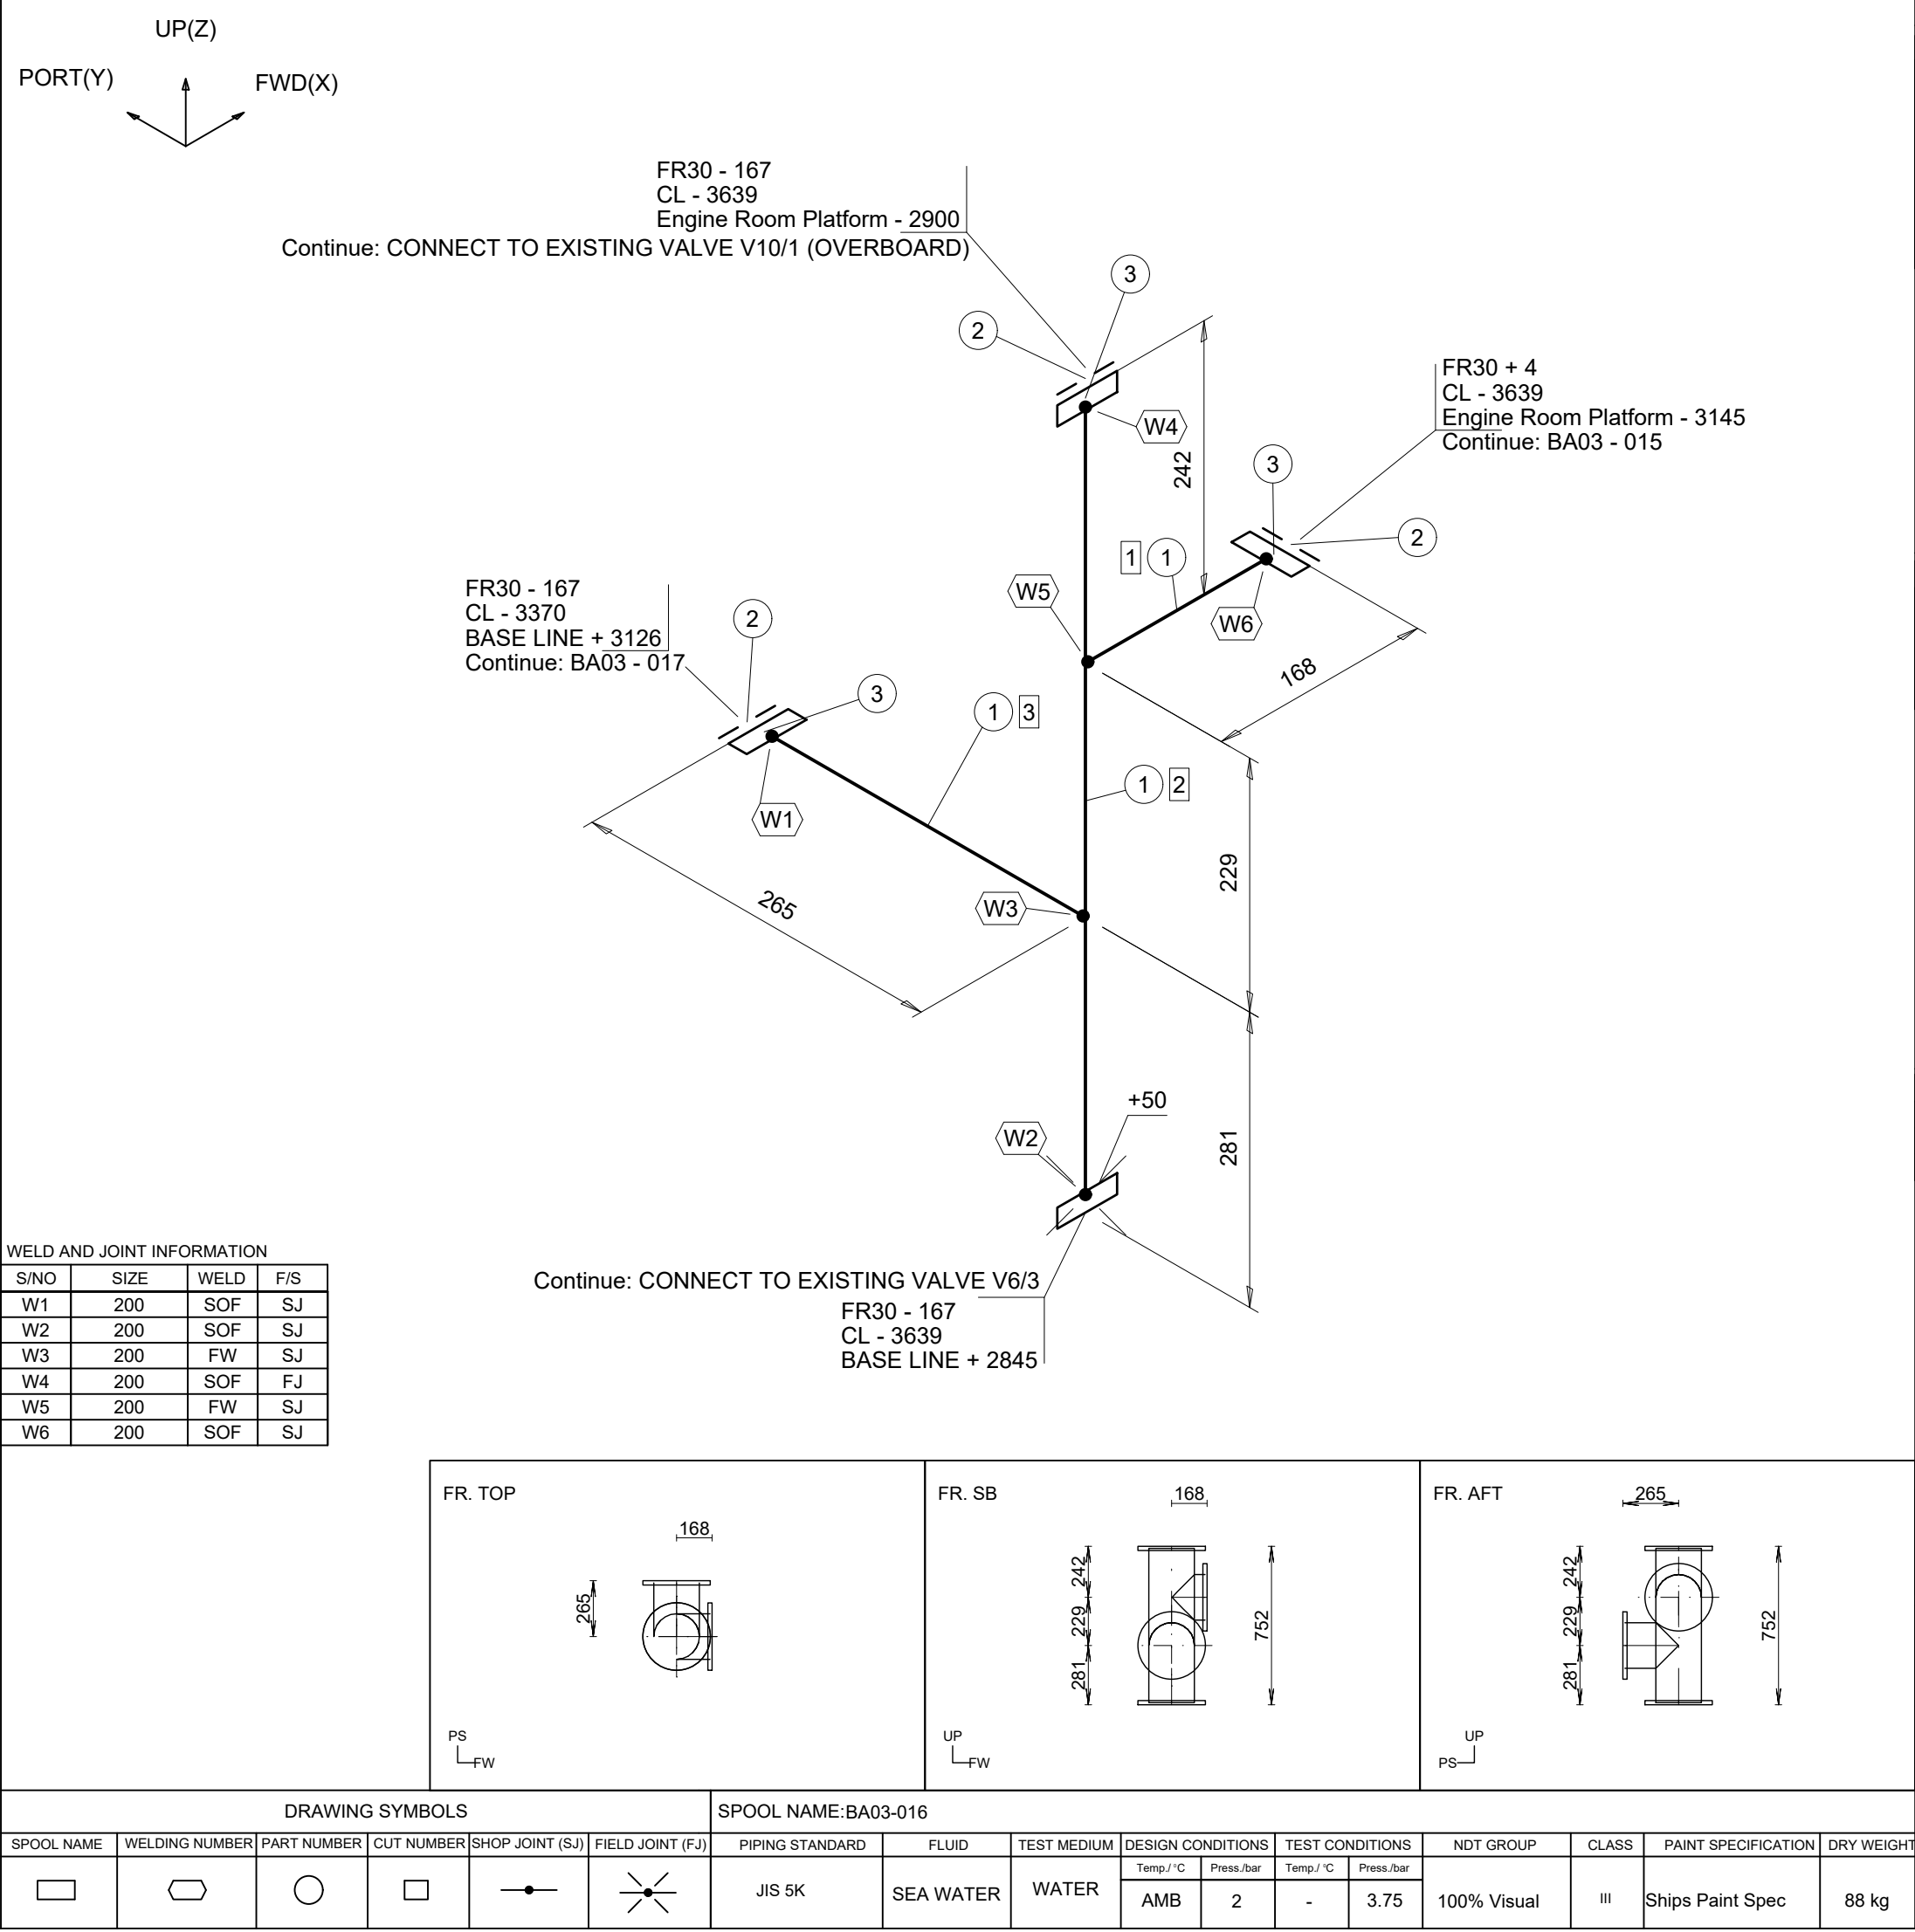 UP(Z)
PORT(Y)
FWD(X)
FR30 - 167
CL - 3639
Engine Room Platform - 2900
Continue: CONNECT TO EXISTING VALVE V10/1 (OVERBOARD)
3
2
W4
242
FR30 + 4
CL - 3639
Engine Room Platform - 3145
Continue: BA03 - 015
3
2
1 1
W5
W6
168
FR30 - 167
CL - 3370
BASE LINE + 3126
Continue: BA03 - 017
2
3
1 3
W1
1 2
265
W3
229
+50
W2
281
Continue: CONNECT TO EXISTING VALVE V6/3
FR30 - 167
CL - 3639
BASE LINE + 2845
WELD AND JOINT INFORMATION
S/NO SIZE WELD F/S
W1 200 SOF SJ
W2 200 SOF SJ
W3 200 FW SJ
W4 200 SOF FJ
W5 200 FW SJ
W6 200 SOF SJ
FR. TOP
168
265
PS
FW
FR. SB
168
242
229
281
752
UP
FW
FR. AFT
265
242
229
281
752
UP
PS
DRAWING SYMBOLS
SPOOL NAME:BA03-016
SPOOL NAME WELDING NUMBER PART NUMBER CUT NUMBER SHOP JOINT (SJ) FIELD JOINT (FJ) PIPING STANDARD FLUID TEST MEDIUM DESIGN CONDITIONS TEST CONDITIONS NDT GROUP CLASS PAINT SPECIFICATION DRY WEIGHT
Temp./ °C Press./bar Temp./ °C Press./bar
JIS 5K SEA WATER WATER AMB 2 - 3.75 100% Visual III Ships Paint Spec 88 kg